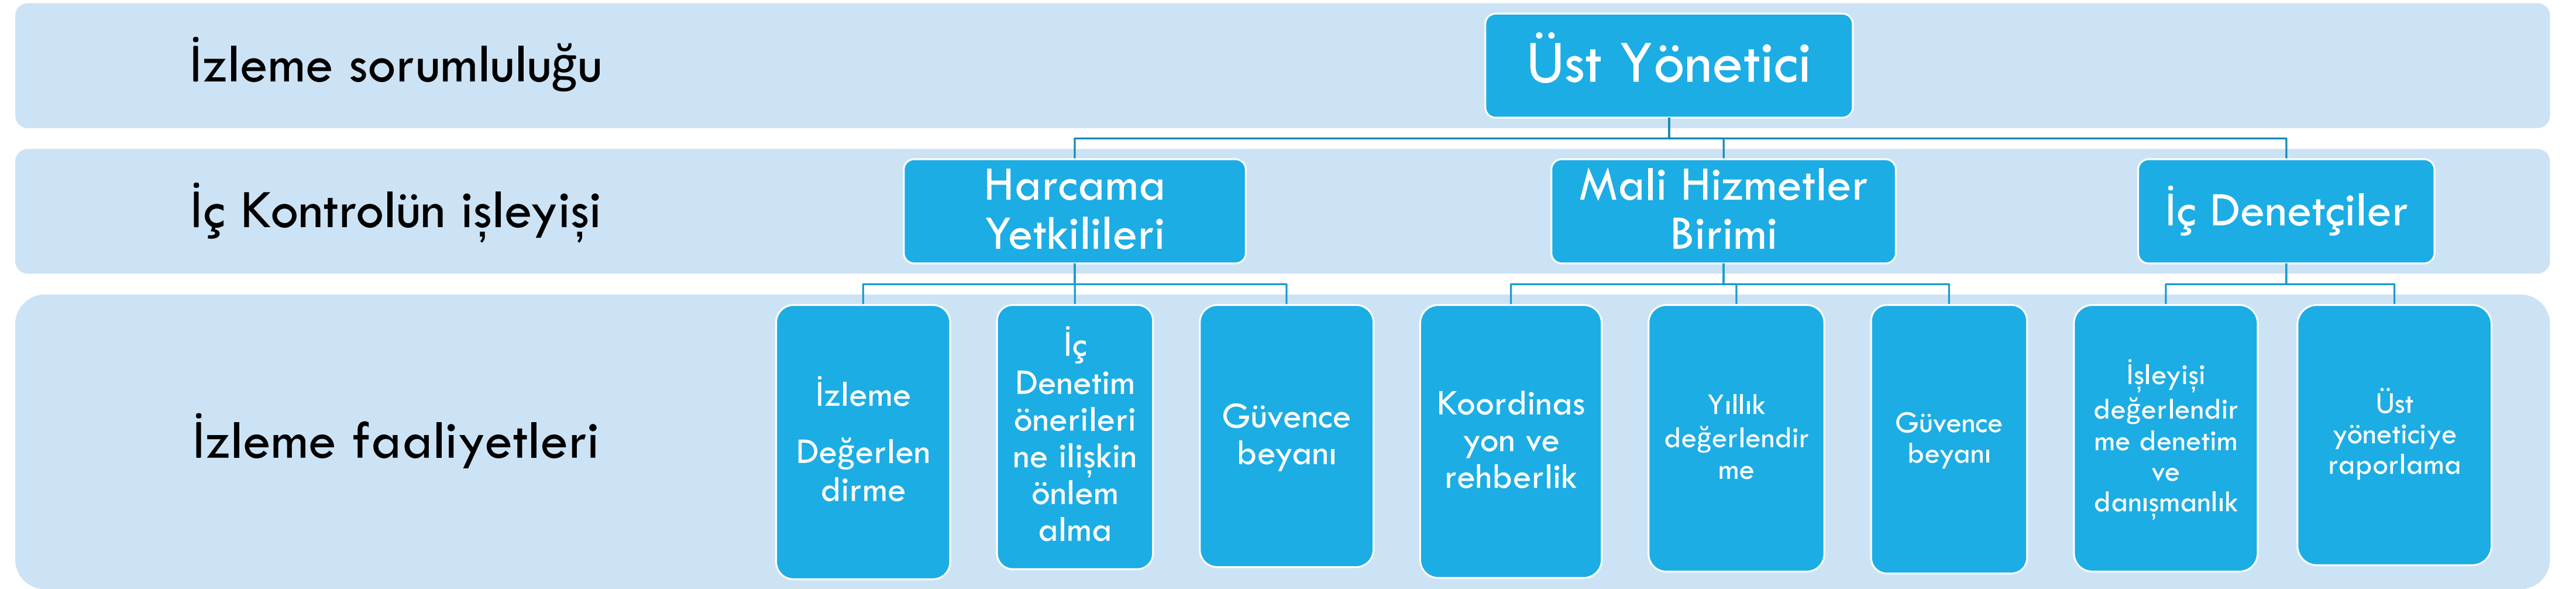 İzleme sorumluluğu
Üst Yönetici
İç Kontrolün işleyişi
Harcama
Yetkilileri
Mali Hizmetler
Birimi
İç Denetçiler
İzleme faaliyetleri
İzleme
Değerlen
dirme
İç
Denetim
önerileri
ne ilişkin
önlem
alma
Güvence
beyanı
Koordinas
yon ve
rehberlik
Yıllık
değerlendir
me
Güvence
beyanı
İşleyişi
değerlendir
me denetim
ve
danışmanlık
Üst
yöneticiye
raporlama